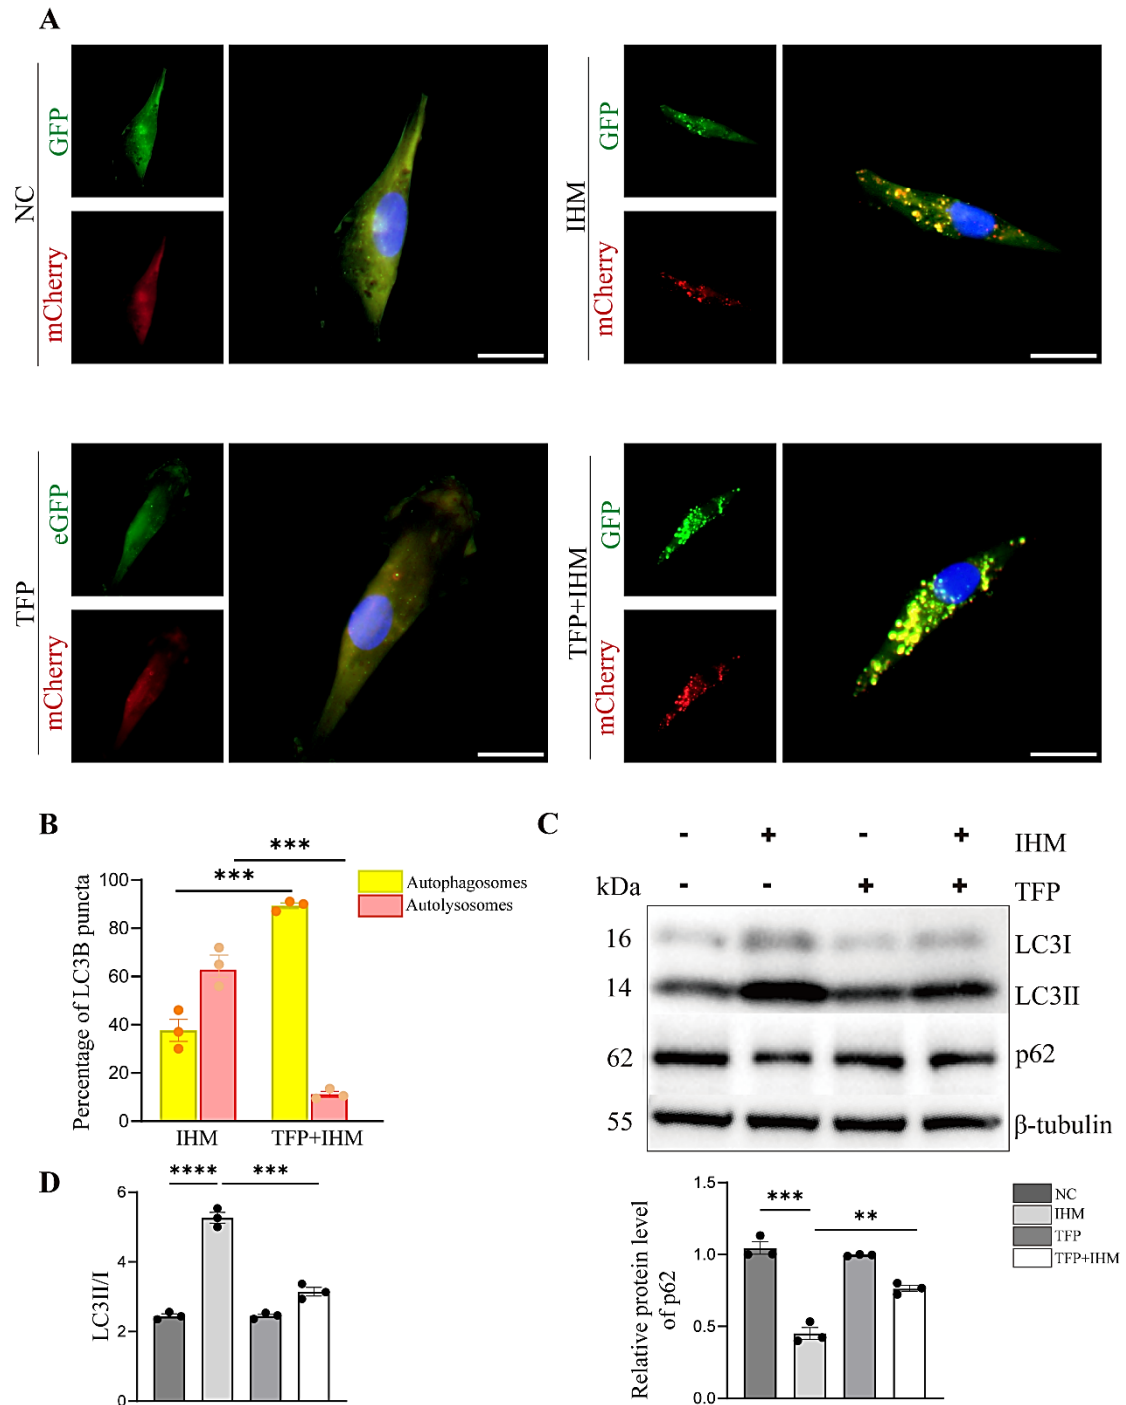 A
NC
GFP
mCherry
IHM
GFP
mCherry
TFP
eGFP
mCherry
TFP+IHM
GFP
mCherry
B
***
***
Autophagosomes
Autolysosomes
Percentage of LC3B puncta
100
80
60
40
20
0
IHM
TFP+IHM
C
- + - + IHM
kDa - - + + TFP
16 LC3I
14 LC3II
62 p62
55 β-tubulin
D
**** ***
LC3II/I
6
4
2
0
*** **
Relative protein level
of p62
1.5
1.0
0.5
0.0
NC
IHM
TFP
TFP+IHM